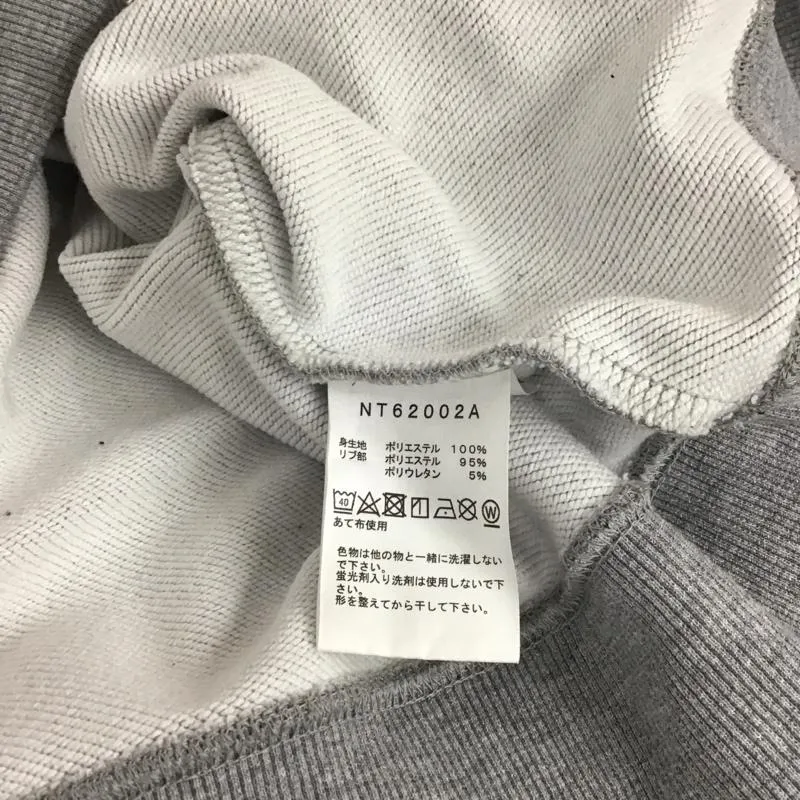 NT62002A
身生地 ポリエステル 100%
リブ部 ポリエステル 95%
ポリウレタン 5%
40 W
あて布使用
色物は他の物と一緒に洗濯しない
で下さい。
蛍光剤入り洗剤は使用しないで下
さい。
形を整えてから干して下さい。